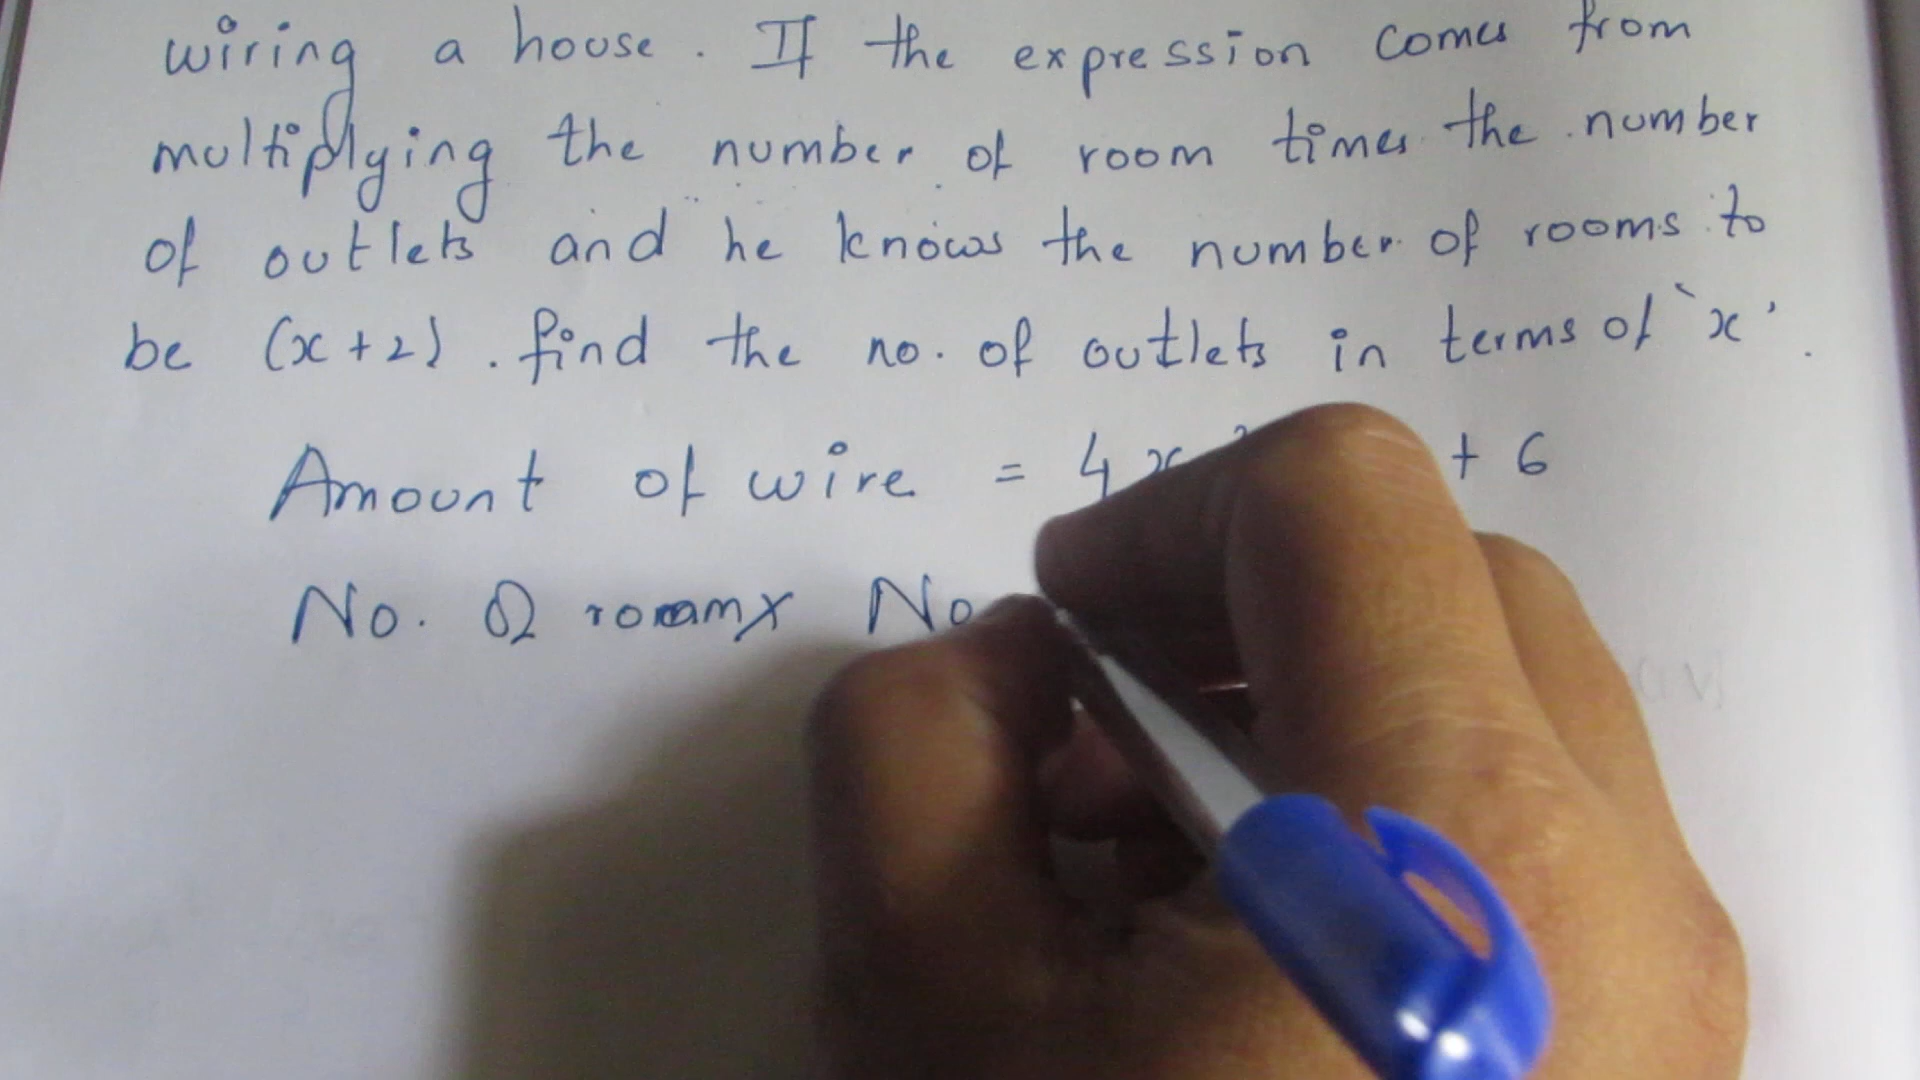 wiring a house. If the expression comes from
multiplying the number of room times the number
of outlets and he knows the number of rooms to
be (x+2). find the no. of outlets in terms of `x'.
Amount of wire = 4x² + 6
No. of room x No